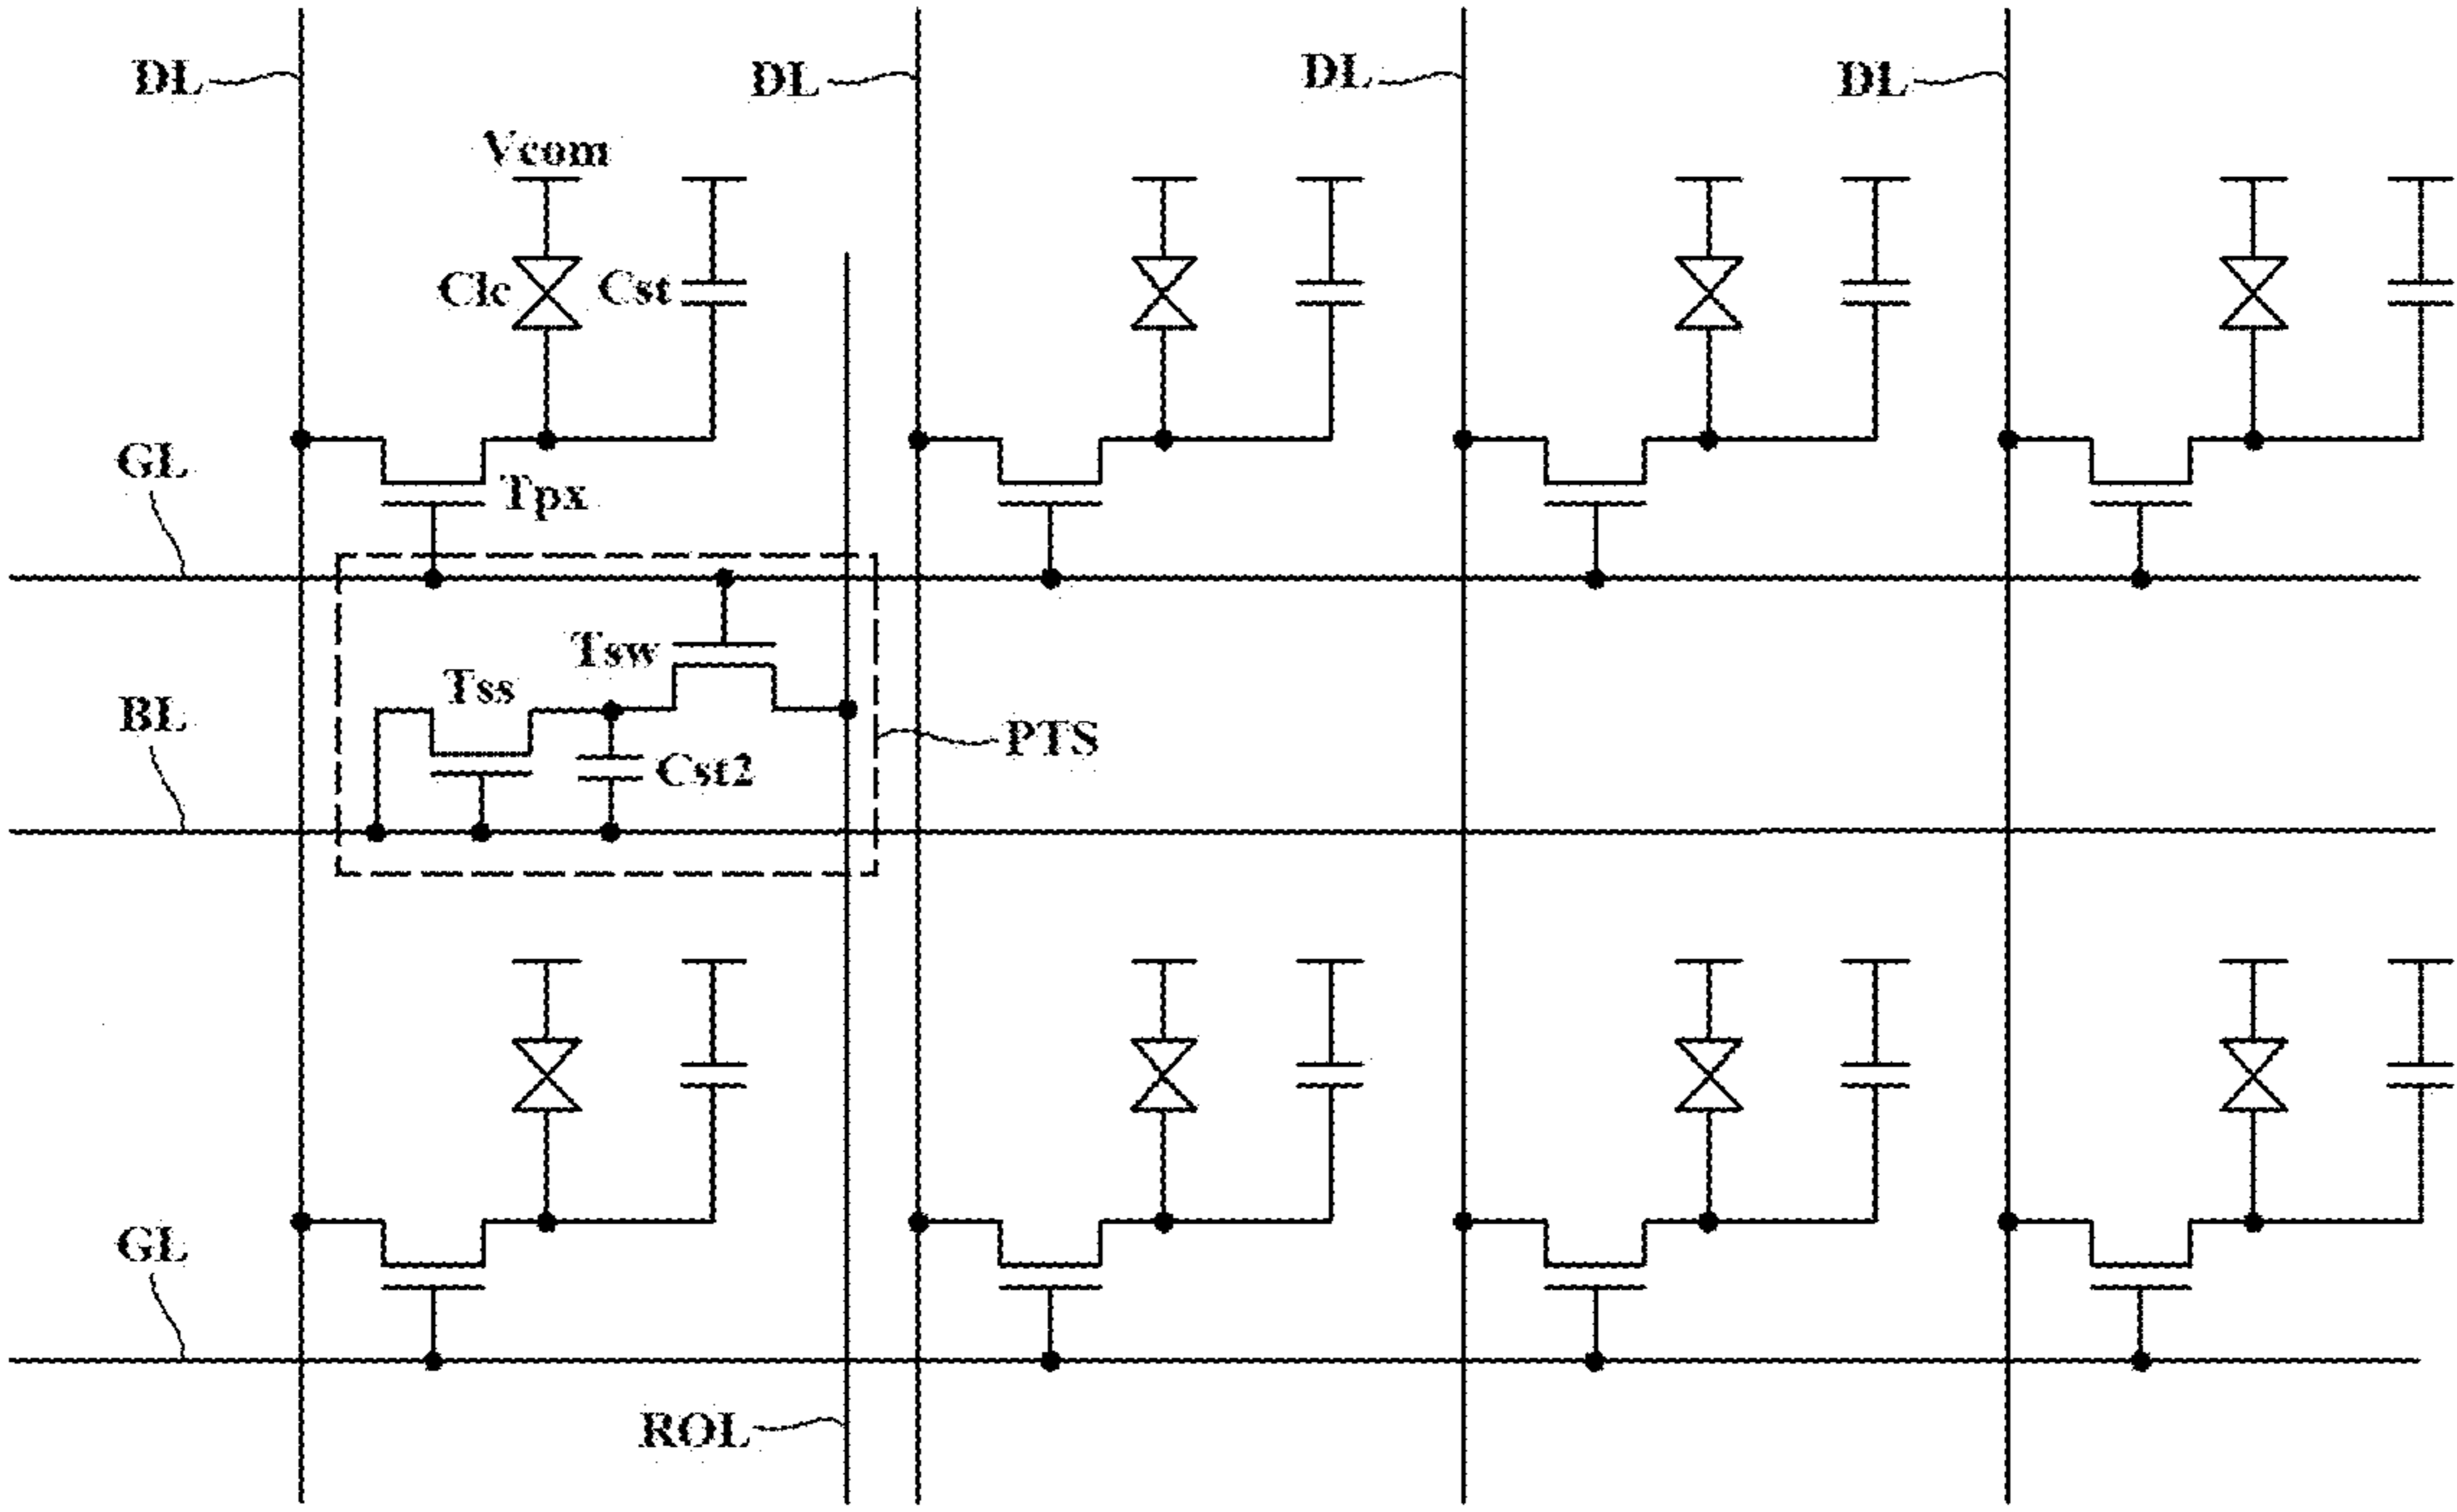 DL
DL
DL
DL
Vcom
Clc
Cst
GL
Tpx
Tsw
Tss
BL
PTS
Cst2
GL
ROL